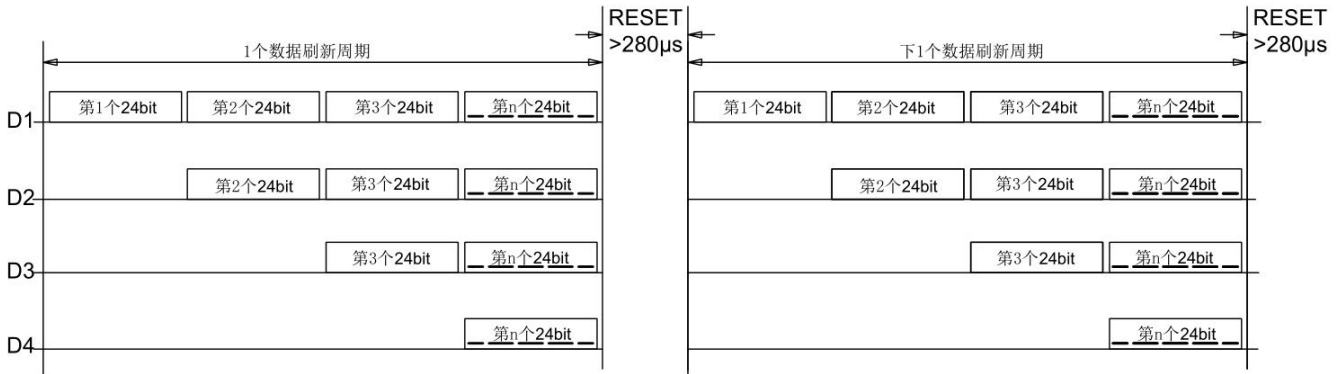 RESET
>280μs
RESET
>280μs
1个数据刷新周期
下1个数据刷新周期
D1
第1个24bit
第2个24bit
第3个24bit
第n个24bit
第1个24bit
第2个24bit
第3个24bit
第n个24bit
D2
第2个24bit
第3个24bit
第n个24bit
第2个24bit
第3个24bit
第n个24bit
D3
第3个24bit
第n个24bit
第3个24bit
第n个24bit
D4
第n个24bit
第n个24bit